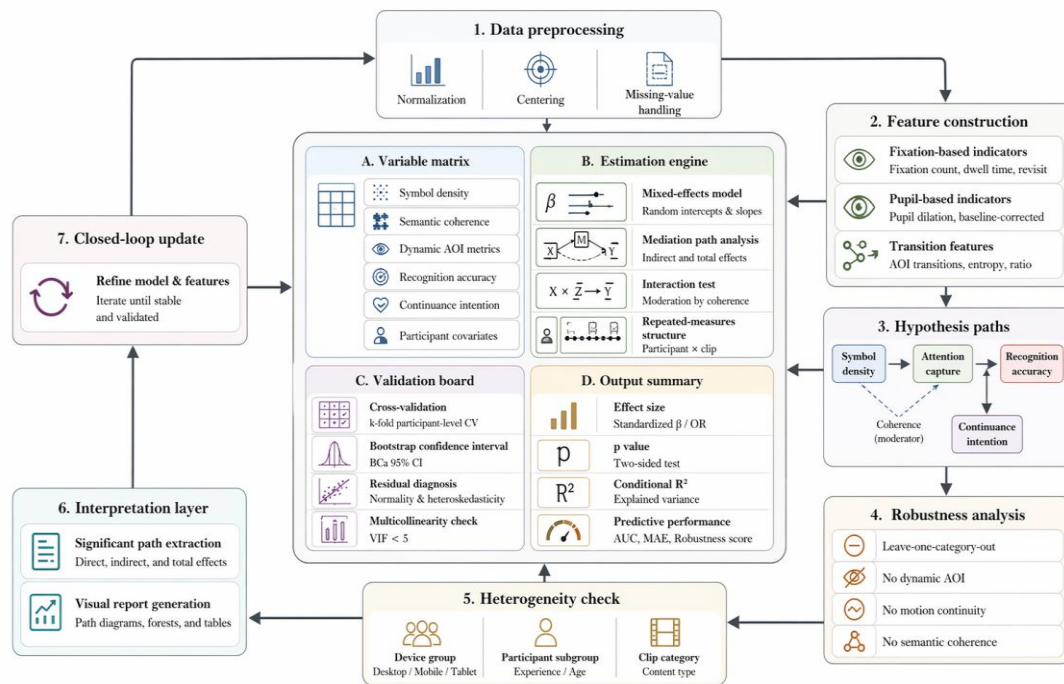 1. Data preprocessing
Normalization
Centering
Missing-value
handling
2. Feature construction
Fixation-based indicators
Fixation count, dwell time, revisit
Pupil-based indicators
Pupil dilation, baseline-corrected
Transition features
AOI transitions, entropy, ratio
A. Variable matrix
Symbol density
Semantic coherence
Dynamic AOI metrics
Recognition accuracy
Continuance intention
Participant covariates
B. Estimation engine
β
Mixed-effects model
Random intercepts & slopes
X M Y
Mediation path analysis
Indirect and total effects
X × Z → Y
Interaction test
Moderation by coherence
Repeated-measures
structure
Participant × clip
C. Validation board
Cross-validation
k-fold participant-level CV
Bootstrap confidence interval
BCa 95% CI
Residual diagnosis
Normality & heteroskedasticity
Multicollinearity check
VIF < 5
D. Output summary
Effect size
Standardized β / OR
p
p value
Two-sided test
R²
Conditional R²
Explained variance
Predictive performance
AUC, MAE, Robustness score
3. Hypothesis paths
Symbol
density
Attention
capture
Recognition
accuracy
Coherence
(moderator)
Continuance
intention
4. Robustness analysis
Leave-one-category-out
No dynamic AOI
No motion continuity
No semantic coherence
5. Heterogeneity check
Device group
Desktop / Mobile / Tablet
Participant subgroup
Experience / Age
Clip category
Content type
6. Interpretation layer
Significant path extraction
Direct, indirect, and total effects
Visual report generation
Path diagrams, forests, and tables
7. Closed-loop update
Refine model & features
Iterate until stable
and validated